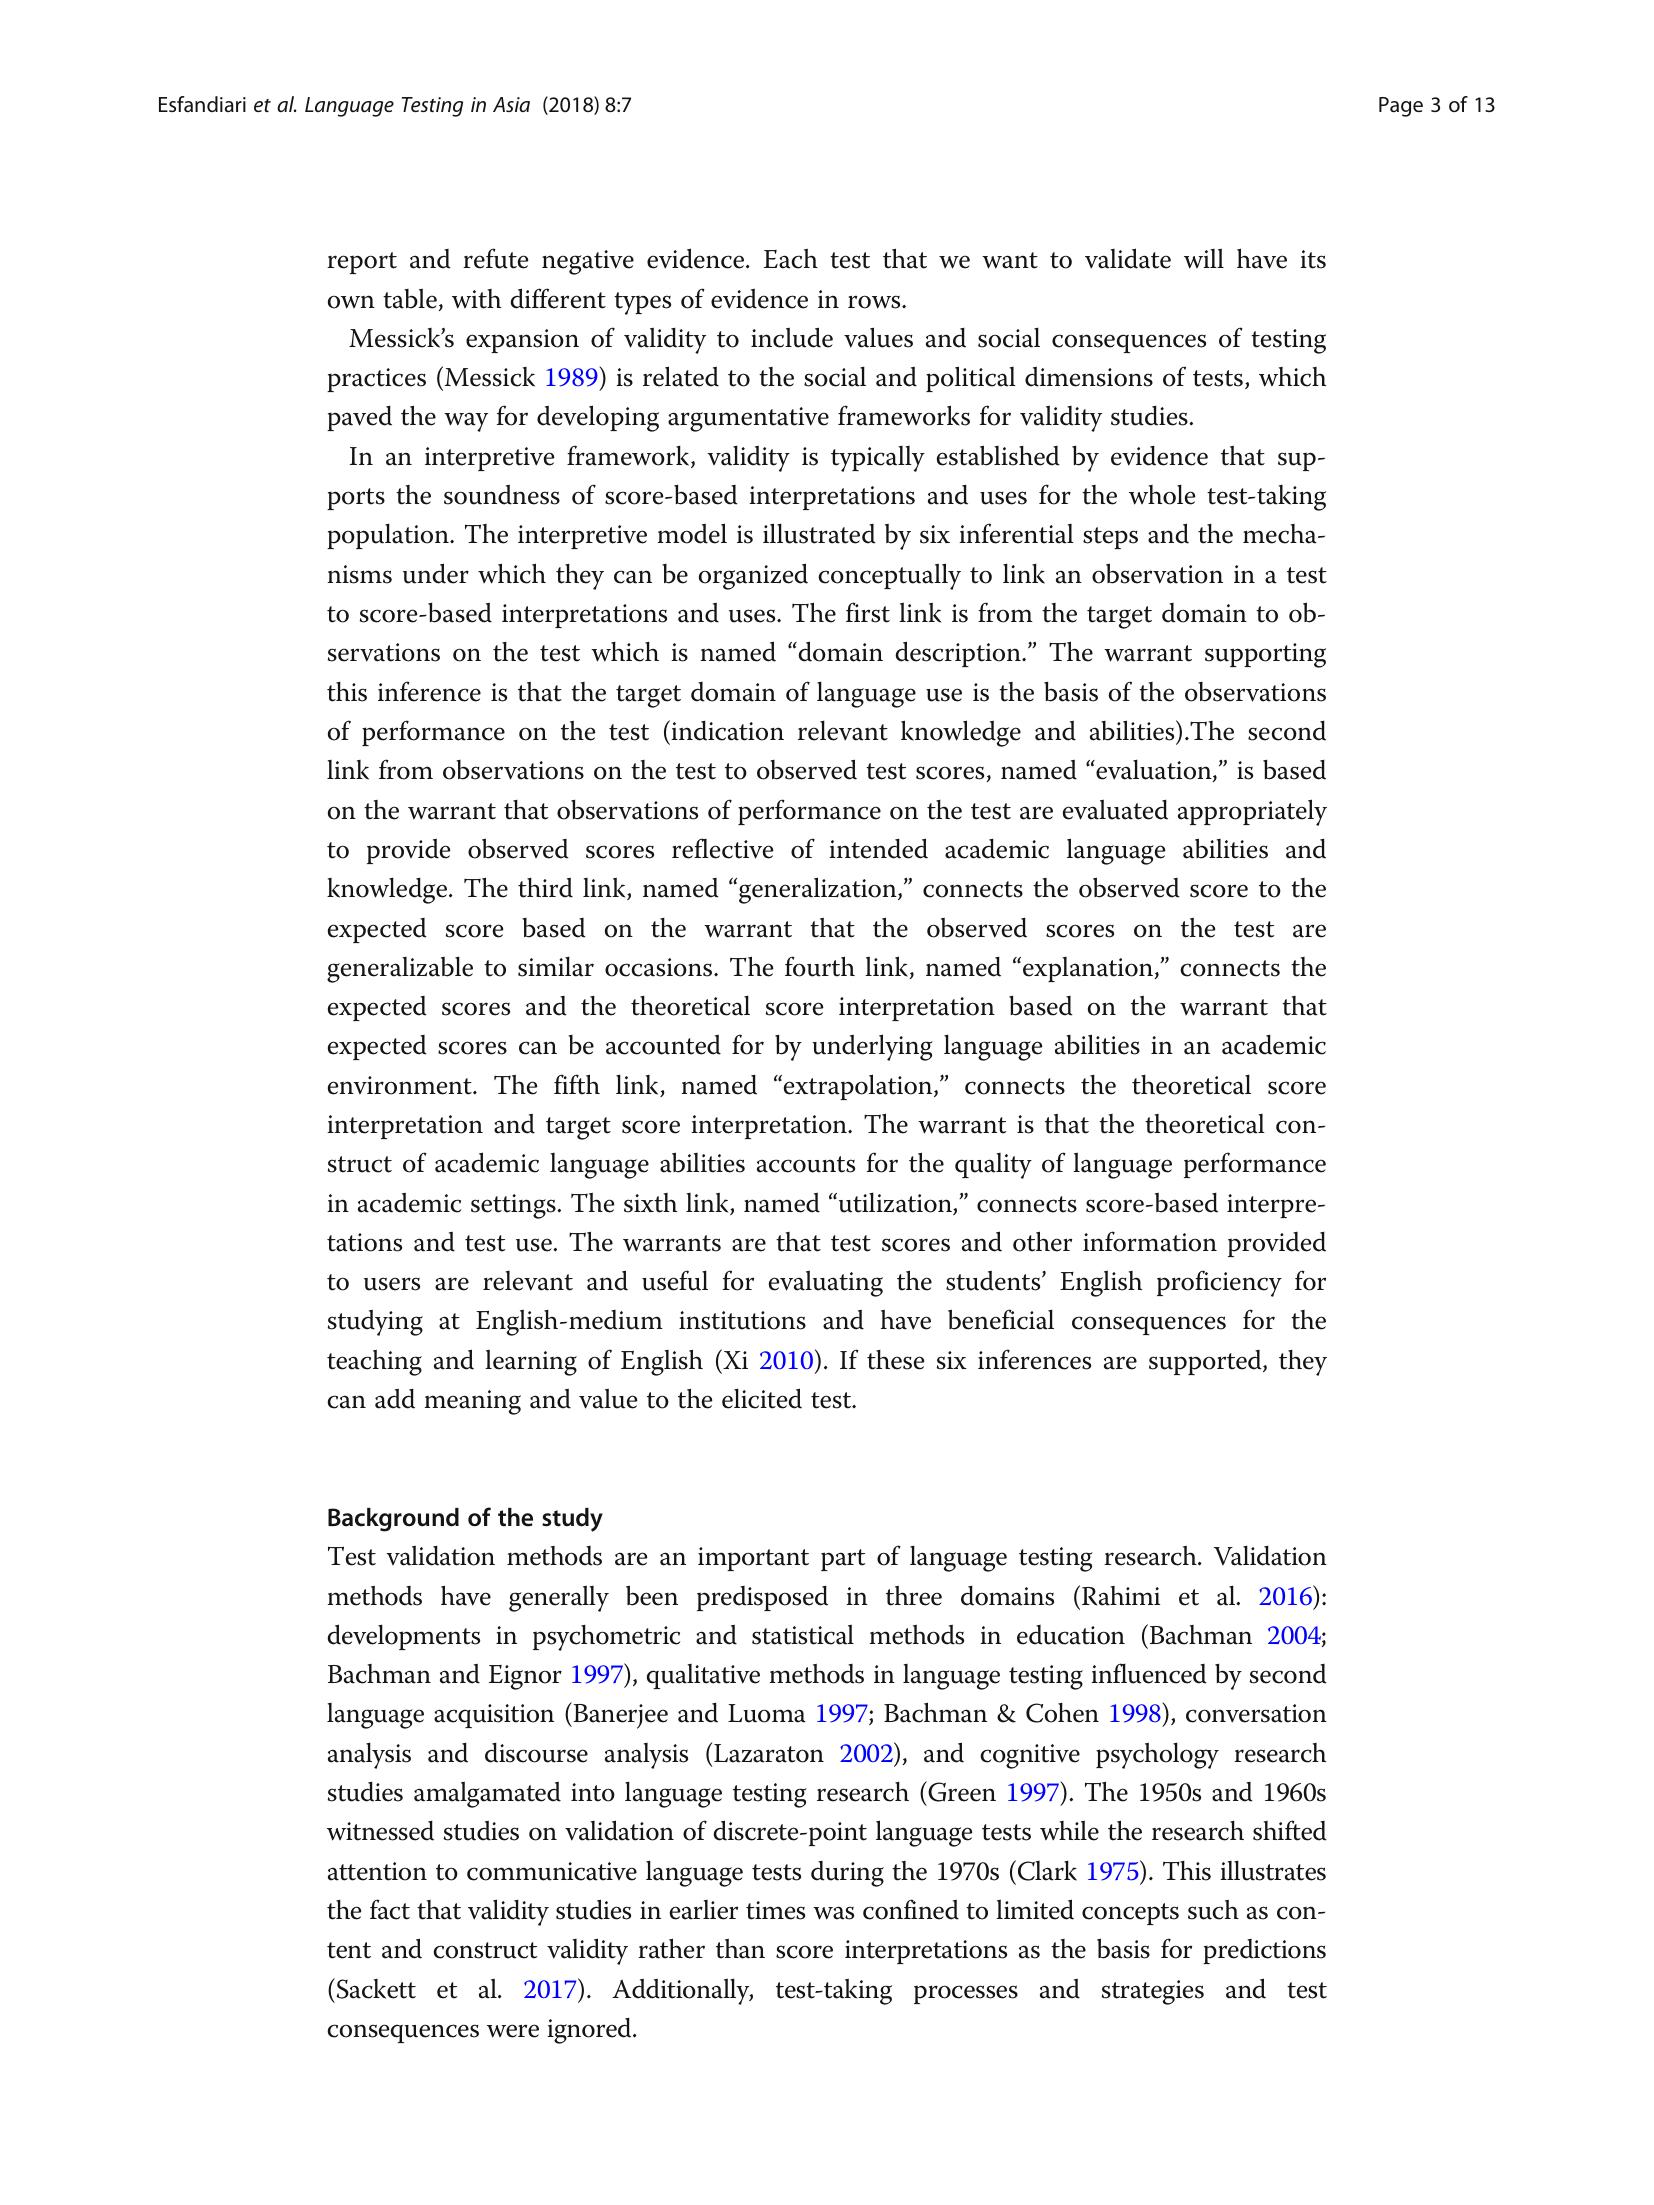 Esfandiari et al. Language Testing in Asia (2018) 8:7
Page 3 of 13
report and refute negative evidence. Each test that we want to validate will have its
own table, with different types of evidence in rows.
Messick’s expansion of validity to include values and social consequences of testing
practices (Messick 1989) is related to the social and political dimensions of tests, which
paved the way for developing argumentative frameworks for validity studies.
In an interpretive framework, validity is typically established by evidence that sup-
ports the soundness of score-based interpretations and uses for the whole test-taking
population. The interpretive model is illustrated by six inferential steps and the mecha-
nisms under which they can be organized conceptually to link an observation in a test
to score-based interpretations and uses. The first link is from the target domain to ob-
servations on the test which is named “domain description.” The warrant supporting
this inference is that the target domain of language use is the basis of the observations
of performance on the test (indication relevant knowledge and abilities).The second
link from observations on the test to observed test scores, named “evaluation,” is based
on the warrant that observations of performance on the test are evaluated appropriately
to provide observed scores reflective of intended academic language abilities and
knowledge. The third link, named “generalization,” connects the observed score to the
expected score based on the warrant that the observed scores on the test are
generalizable to similar occasions. The fourth link, named “explanation,” connects the
expected scores and the theoretical score interpretation based on the warrant that
expected scores can be accounted for by underlying language abilities in an academic
environment. The fifth link, named “extrapolation,” connects the theoretical score
interpretation and target score interpretation. The warrant is that the theoretical con-
struct of academic language abilities accounts for the quality of language performance
in academic settings. The sixth link, named “utilization,” connects score-based interpre-
tations and test use. The warrants are that test scores and other information provided
to users are relevant and useful for evaluating the students’ English proficiency for
studying at English-medium institutions and have beneficial consequences for the
teaching and learning of English (Xi 2010). If these six inferences are supported, they
can add meaning and value to the elicited test.
Background of the study
Test validation methods are an important part of language testing research. Validation
methods have generally been predisposed in three domains (Rahimi et al. 2016):
developments in psychometric and statistical methods in education (Bachman 2004;
Bachman and Eignor 1997), qualitative methods in language testing influenced by second
language acquisition (Banerjee and Luoma 1997; Bachman & Cohen 1998), conversation
analysis and discourse analysis (Lazaraton 2002), and cognitive psychology research
studies amalgamated into language testing research (Green 1997). The 1950s and 1960s
witnessed studies on validation of discrete-point language tests while the research shifted
attention to communicative language tests during the 1970s (Clark 1975). This illustrates
the fact that validity studies in earlier times was confined to limited concepts such as con-
tent and construct validity rather than score interpretations as the basis for predictions
(Sackett et al. 2017). Additionally, test-taking processes and strategies and test
consequences were ignored.